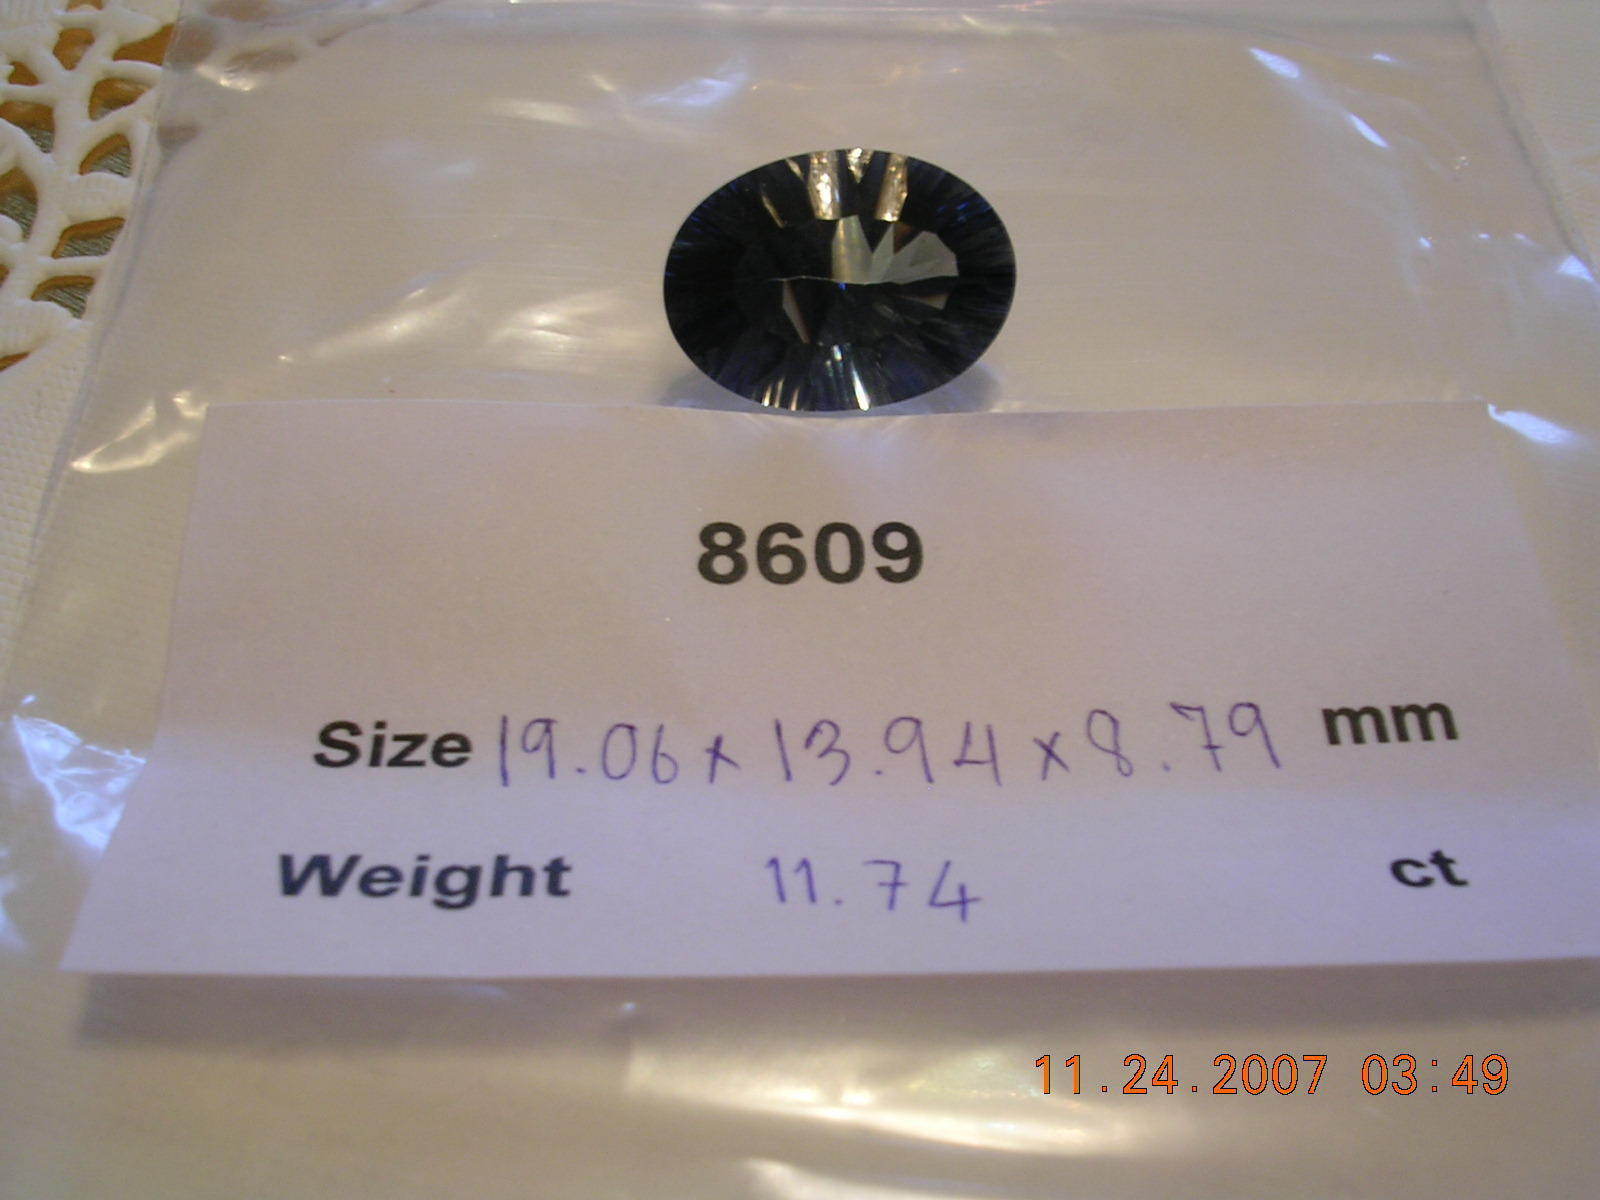 8609
Size 19.06 x 13.94 x 8.79 mm
Weight 11.74 ct
11.24.2007 03:49